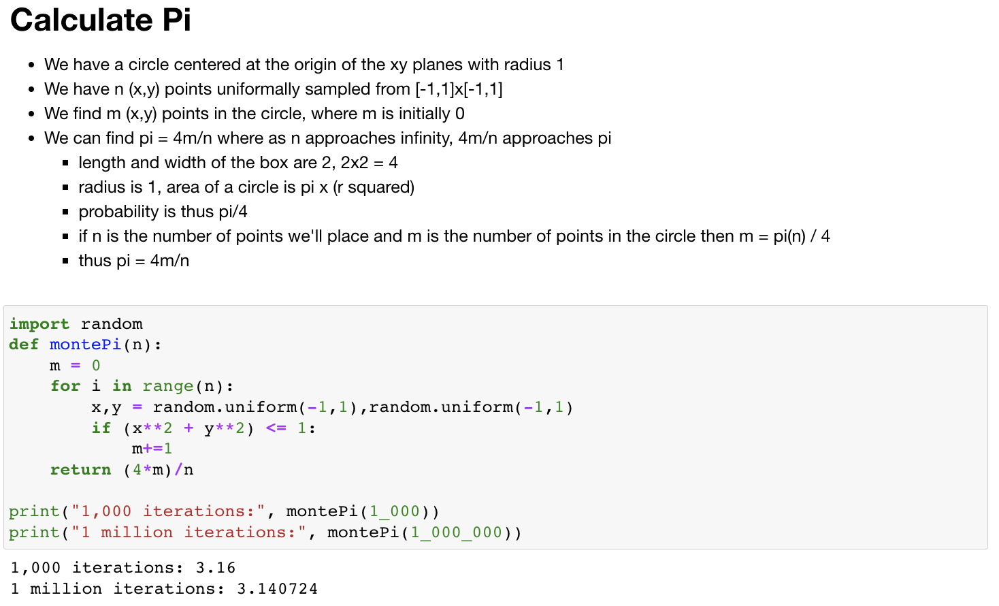 Calculate Pi
• We have a circle centered at the origin of the xy planes with radius 1
• We have n (x,y) points uniformally sampled from [-1,1]x[-1,1]
• We find m (x,y) points in the circle, where m is initially 0
• We can find pi = 4m/n where as n approaches infinity, 4m/n approaches pi
▪ length and width of the box are 2, 2x2 = 4
▪ radius is 1, area of a circle is pi x (r squared)
▪ probability is thus pi/4
▪ if n is the number of points we'll place and m is the number of points in the circle then m = pi(n) / 4
▪ thus pi = 4m/n
import random
def montePi(n):
    m = 0
    for i in range(n):
        x,y = random.uniform(-1,1),random.uniform(-1,1)
        if (x**2 + y**2) <= 1:
            m+=1
    return (4*m)/n
print("1,000 iterations:", montePi(1_000))
print("1 million iterations:", montePi(1_000_000))
1,000 iterations: 3.16
1 million iterations: 3.140724